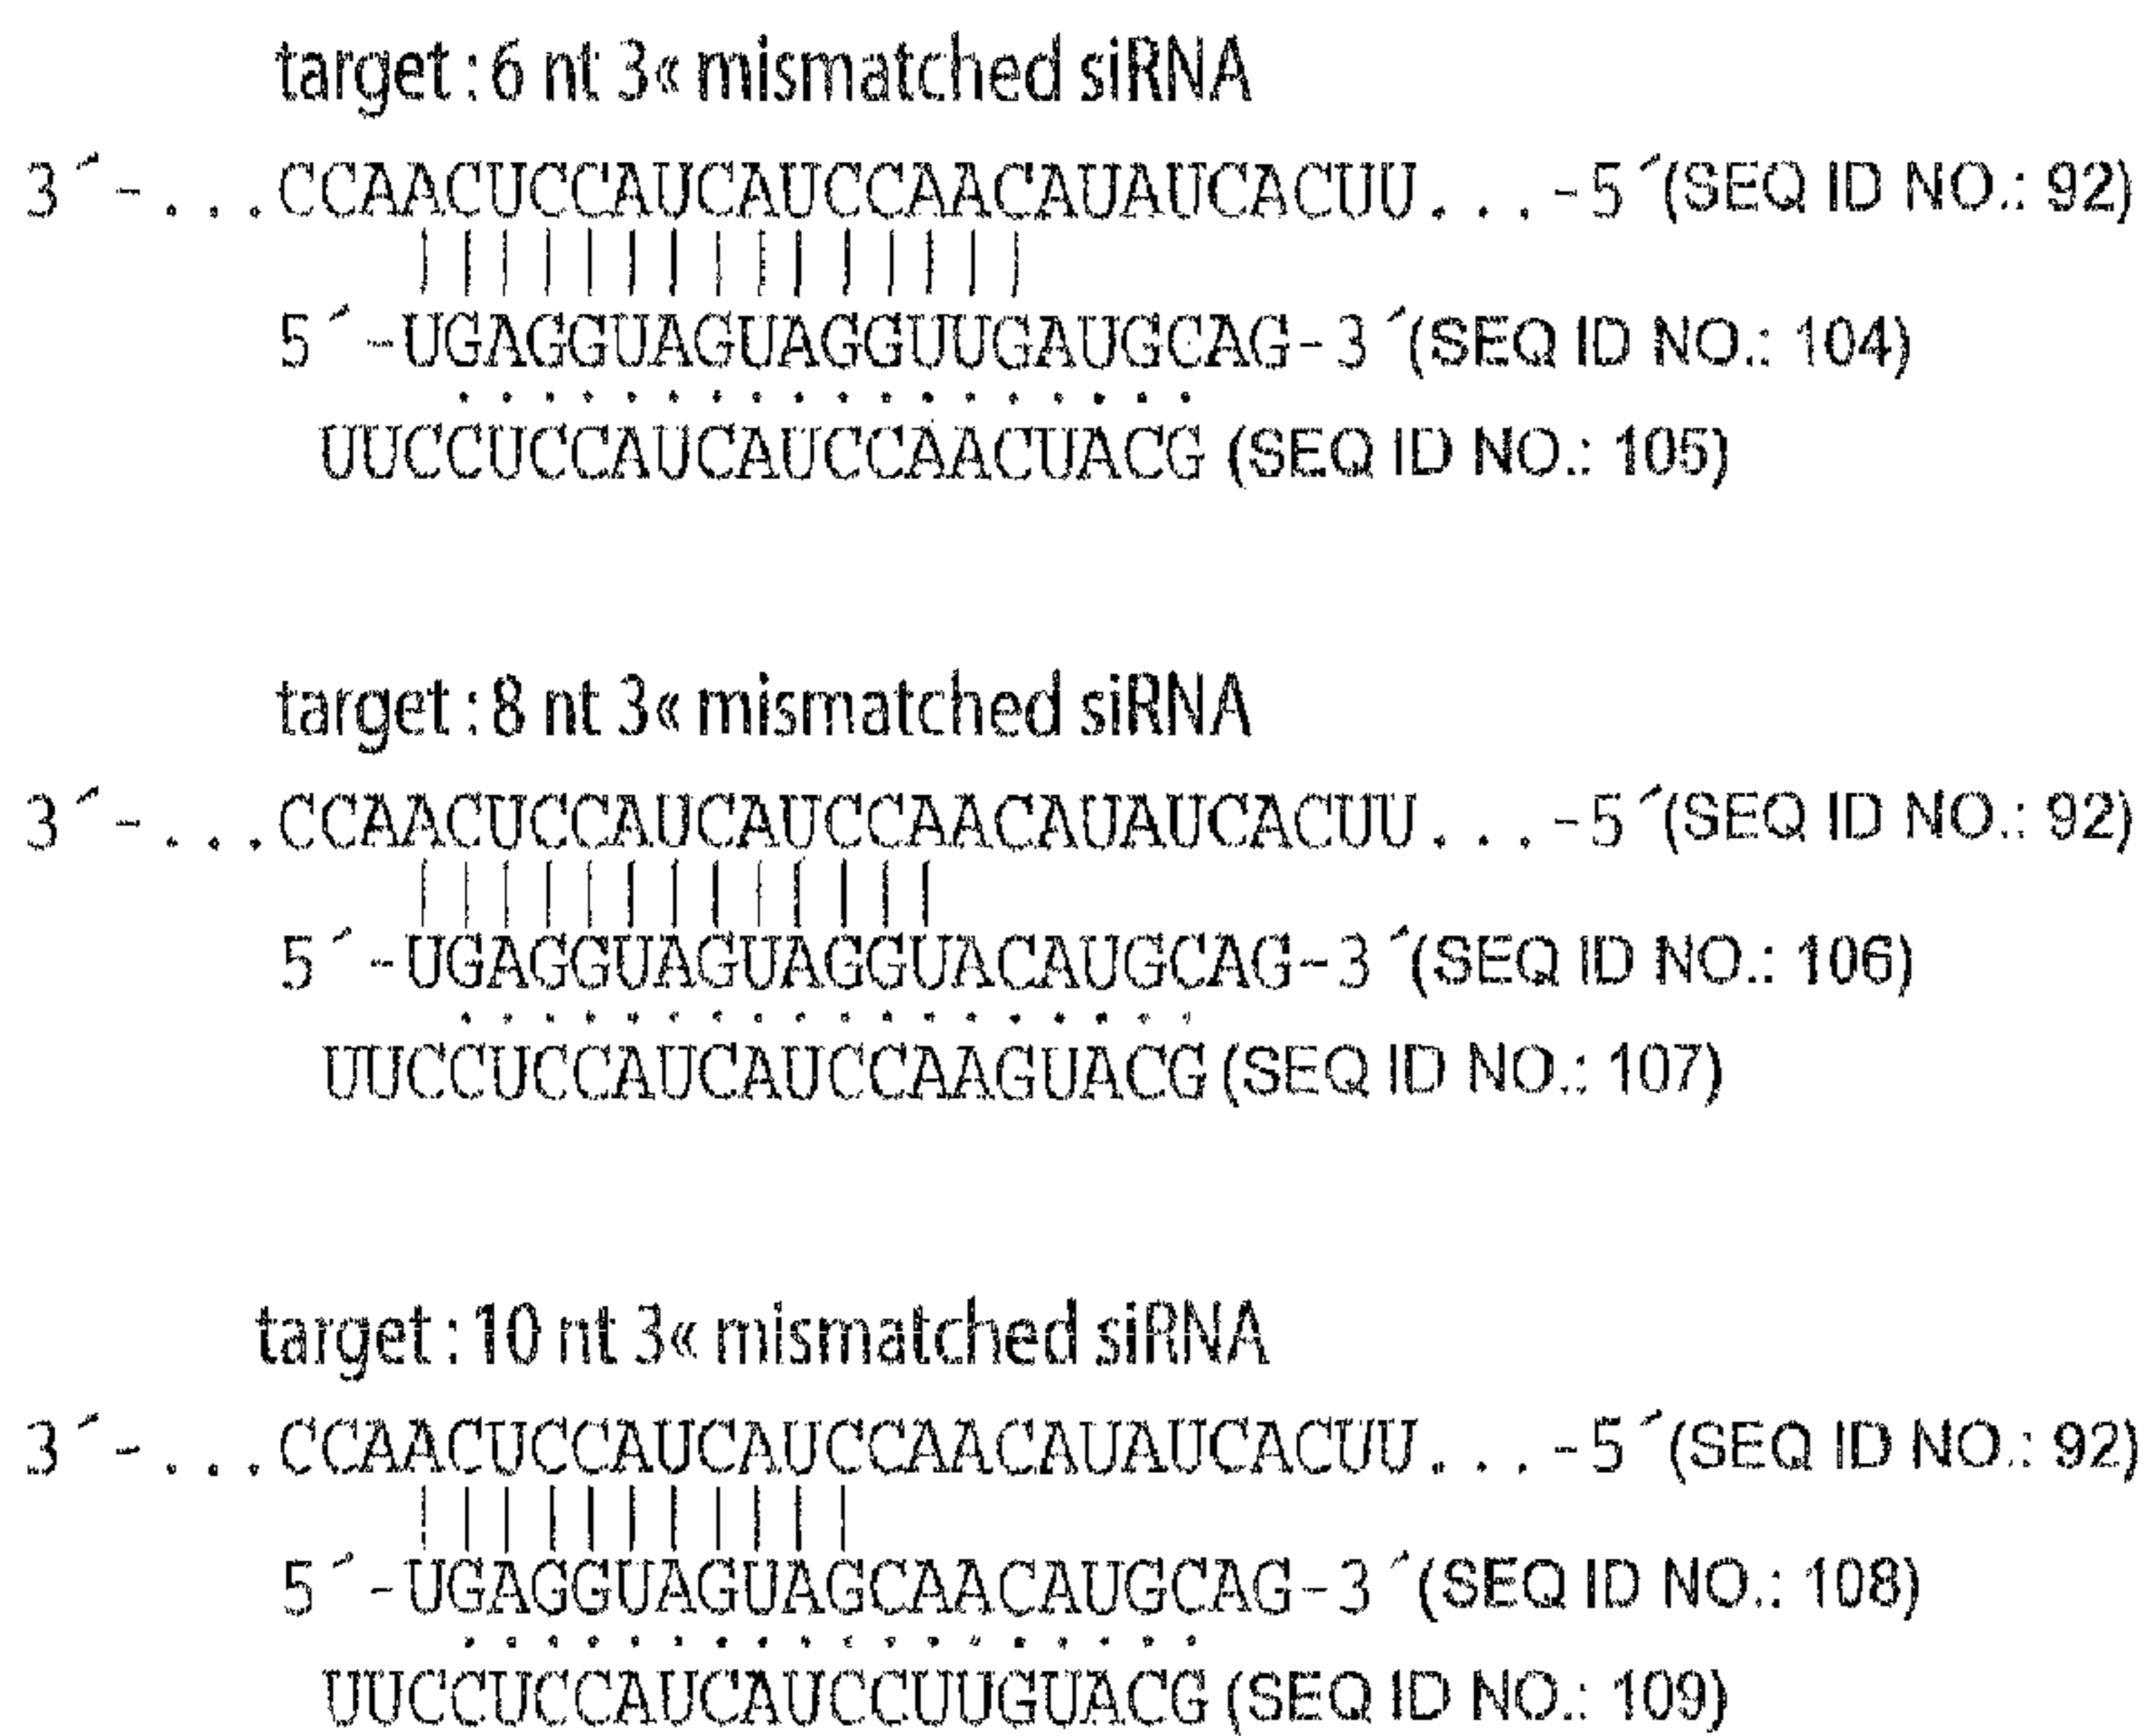 target : 6 nt 3« mismatched siRNA
3´-...CCAACUCCAUCAUCCAACAUAUCACUU...-5´(SEQ ID NO.: 92)
5´-UGAGGUAGUAGGUUGAUGCAG-3´(SEQ ID NO.: 104)
UUCCUCCAUCAUCCAACUACG (SEQ ID NO.: 105)
target : 8 nt 3« mismatched siRNA
3´-...CCAACUCCAUCAUCCAACAUAUCACUU...-5´(SEQ ID NO.: 92)
5´-UGAGGUAGUAGGUACAUGCAG-3´(SEQ ID NO.: 106)
UUCCUCCAUCAUCCAAGUACG (SEQ ID NO.: 107)
target : 10 nt 3« mismatched siRNA
3´-...CCAACUCCAUCAUCCAACAUAUCACUU...-5´(SEQ ID NO.: 92)
5´-UGAGGUAGUAGCAACAUGCAG-3´(SEQ ID NO.: 108)
UUCCUCCAUCAUCCUUGUACG (SEQ ID NO.: 109)